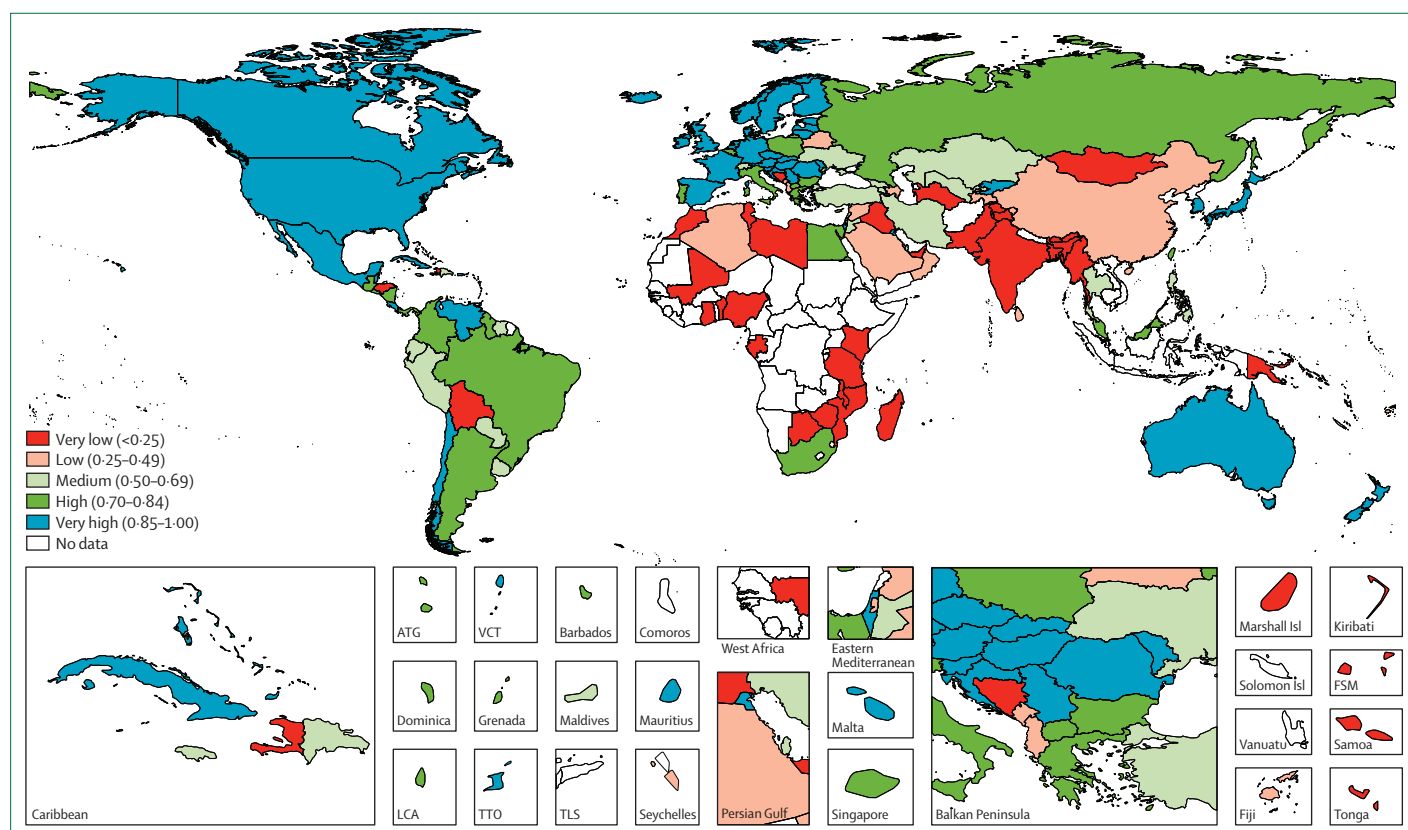 Very low (<0·25)
Low (0·25–0·49)
Medium (0·50–0·69)
High (0·70–0·84)
Very high (0·85–1·00)
No data
Caribbean
ATG
VCT
Barbados
Comoros
West Africa
Eastern
Mediterranean
Dominica
Grenada
Maldives
Mauritius
LCA
TTO
TLS
Seychelles
Persian Gulf
Malta
Singapore
Balkan Peninsula
Marshall Isl
Kiribati
Solomon Isl
FSM
Vanuatu
Samoa
Fiji
Tonga